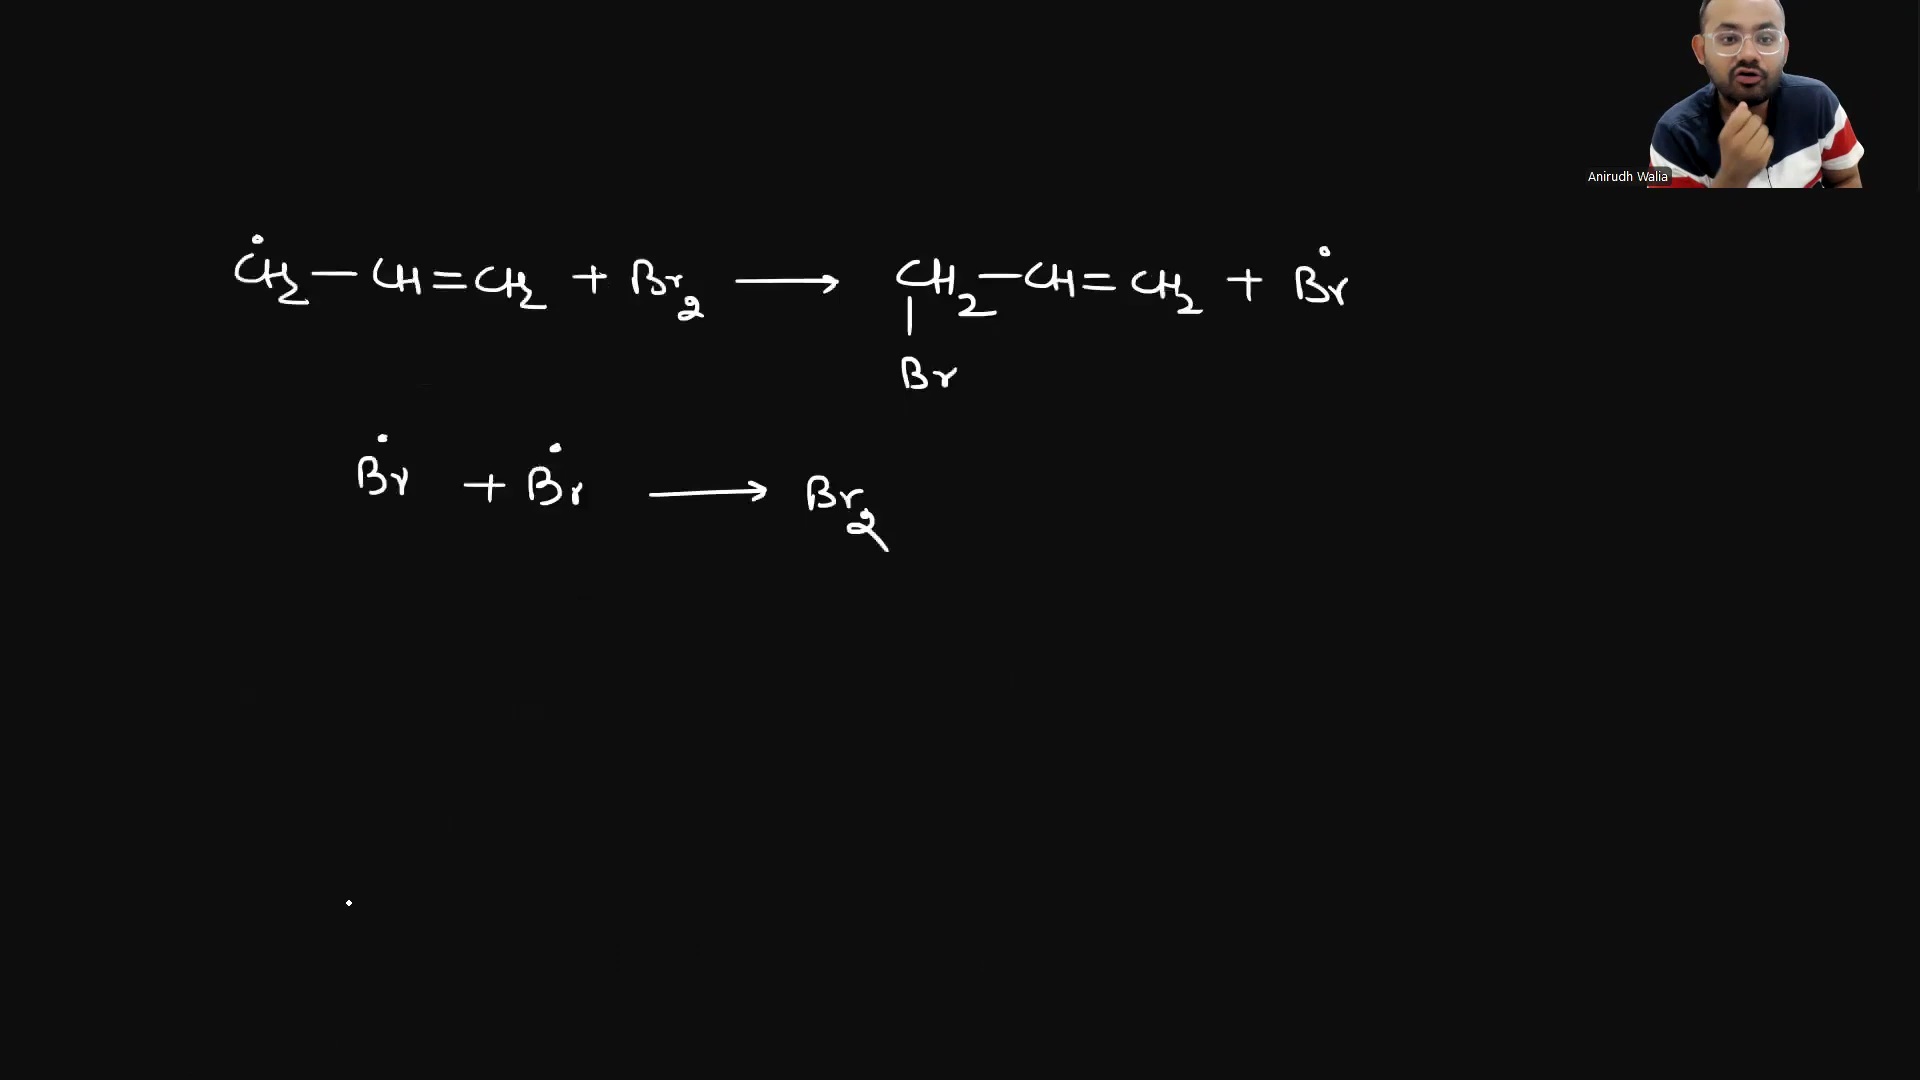 Anirudh Walia
ĊH₂—CH=CH₂ + Br₂ ⟶ CH₂—CH=CH₂ + Ḃr
|
Br
Ḃr + Ḃr ⟶ Br₂